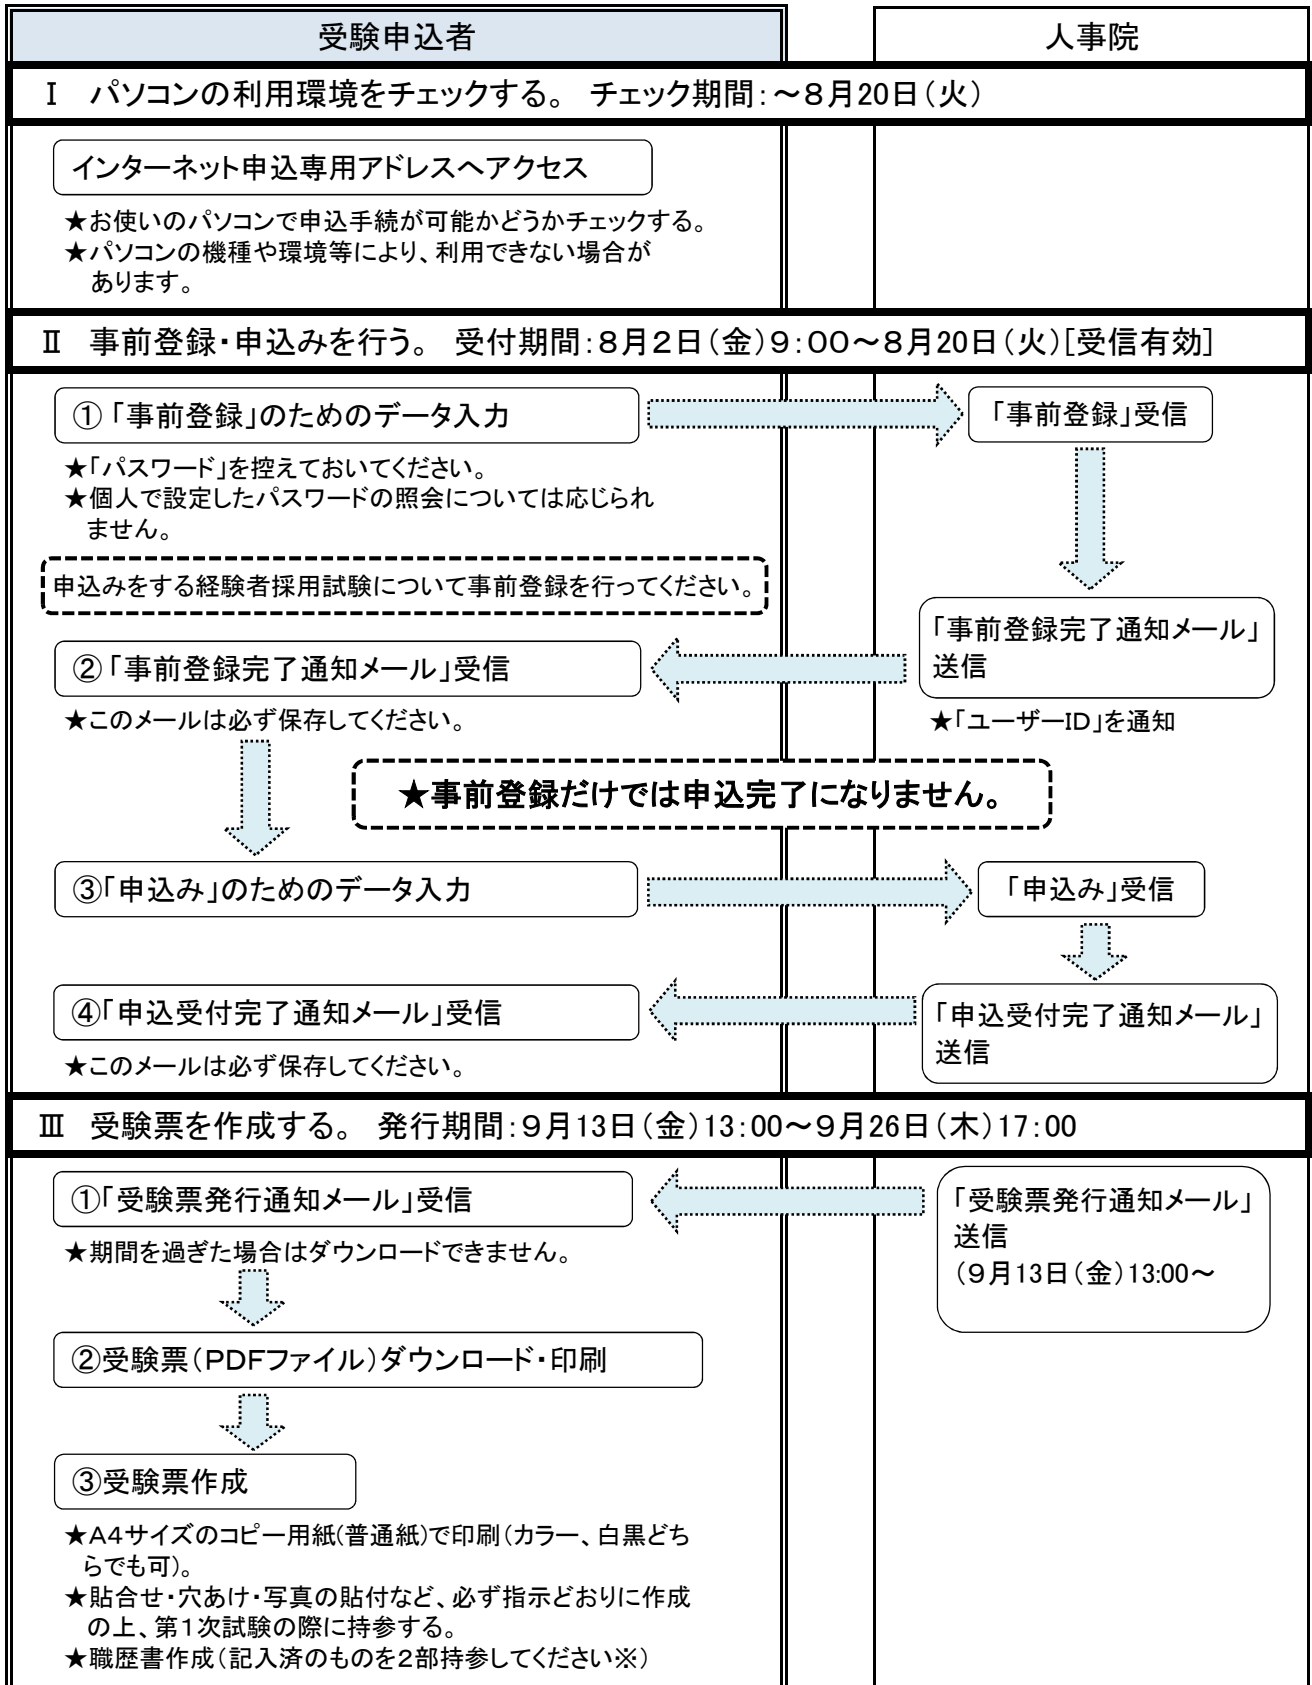 受験申込者
人事院
Ⅰ　パソコンの利用環境をチェックする。　チェック期間：～８月20日（火）
インターネット申込専用アドレスへアクセス
★お使いのパソコンで申込手続が可能かどうかチェックする。
★パソコンの機種や環境等により、利用できない場合が
あります。
Ⅱ　事前登録・申込みを行う。　受付期間：８月２日（金）９：００～８月20日（火）［受信有効］
①「事前登録」のためのデータ入力
「事前登録」受信
★「パスワード」を控えておいてください。
★個人で設定したパスワードの照会については応じられ
ません。
申込みをする経験者採用試験について事前登録を行ってください。
「事前登録完了通知メール」
送信
②「事前登録完了通知メール」受信
★このメールは必ず保存してください。
★「ユーザーID」を通知
★事前登録だけでは申込完了になりません。
③「申込み」のためのデータ入力
「申込み」受信
④「申込受付完了通知メール」受信
「申込受付完了通知メール」
送信
★このメールは必ず保存してください。
Ⅲ　受験票を作成する。　発行期間：９月13日（金）13：00～９月26日（木）17：00
①「受験票発行通知メール」受信
「受験票発行通知メール」
送信
（９月13日（金）13:00～
★期間を過ぎた場合はダウンロードできません。
②受験票（PDFファイル）ダウンロード・印刷
③受験票作成
★A４サイズのコピー用紙(普通紙)で印刷（カラー、白黒どち
らでも可）。
★貼合せ・穴あけ・写真の貼付など、必ず指示どおりに作成
の上、第１次試験の際に持参する。
★職歴書作成（記入済のものを２部持参してください※）